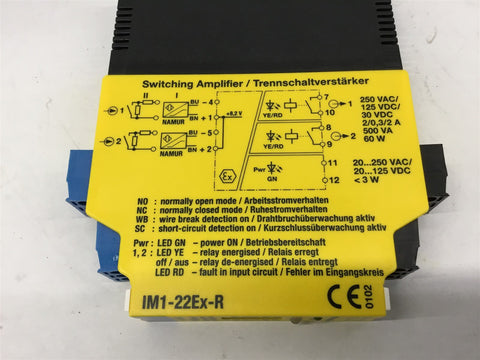 Switching Amplifier / Trennschaltverstärker
II I
1 BU – 4
BN + 1
NAMUR
+8,2 V
2 BU – 5
BN + 2
NAMUR
Ex
YE/RD
7
10
1
YE/RD
8
9
2
250 VAC/
125 VDC/
30 VDC
2/0,3/2 A
500 VA
60 W
Pwr
GN
11
12
20...250 VAC/
20...125 VDC
< 3 W
NO : normally open mode / Arbeitsstromverhalten
NC : normally closed mode / Ruhestromverhalten
WB : wire break detection on / Drahtbruchüberwachung aktiv
SC : short-circuit detection on / Kurzschlussüberwachung aktiv
Pwr : LED GN – power ON / Betriebsbereitschaft
1, 2 : LED YE – relay energised / Relais erregt
off / aus – relay de-energised / Relais entregt
LED RD – fault in input circuit / Fehler im Eingangskreis
IM1-22Ex-R
CE 0102